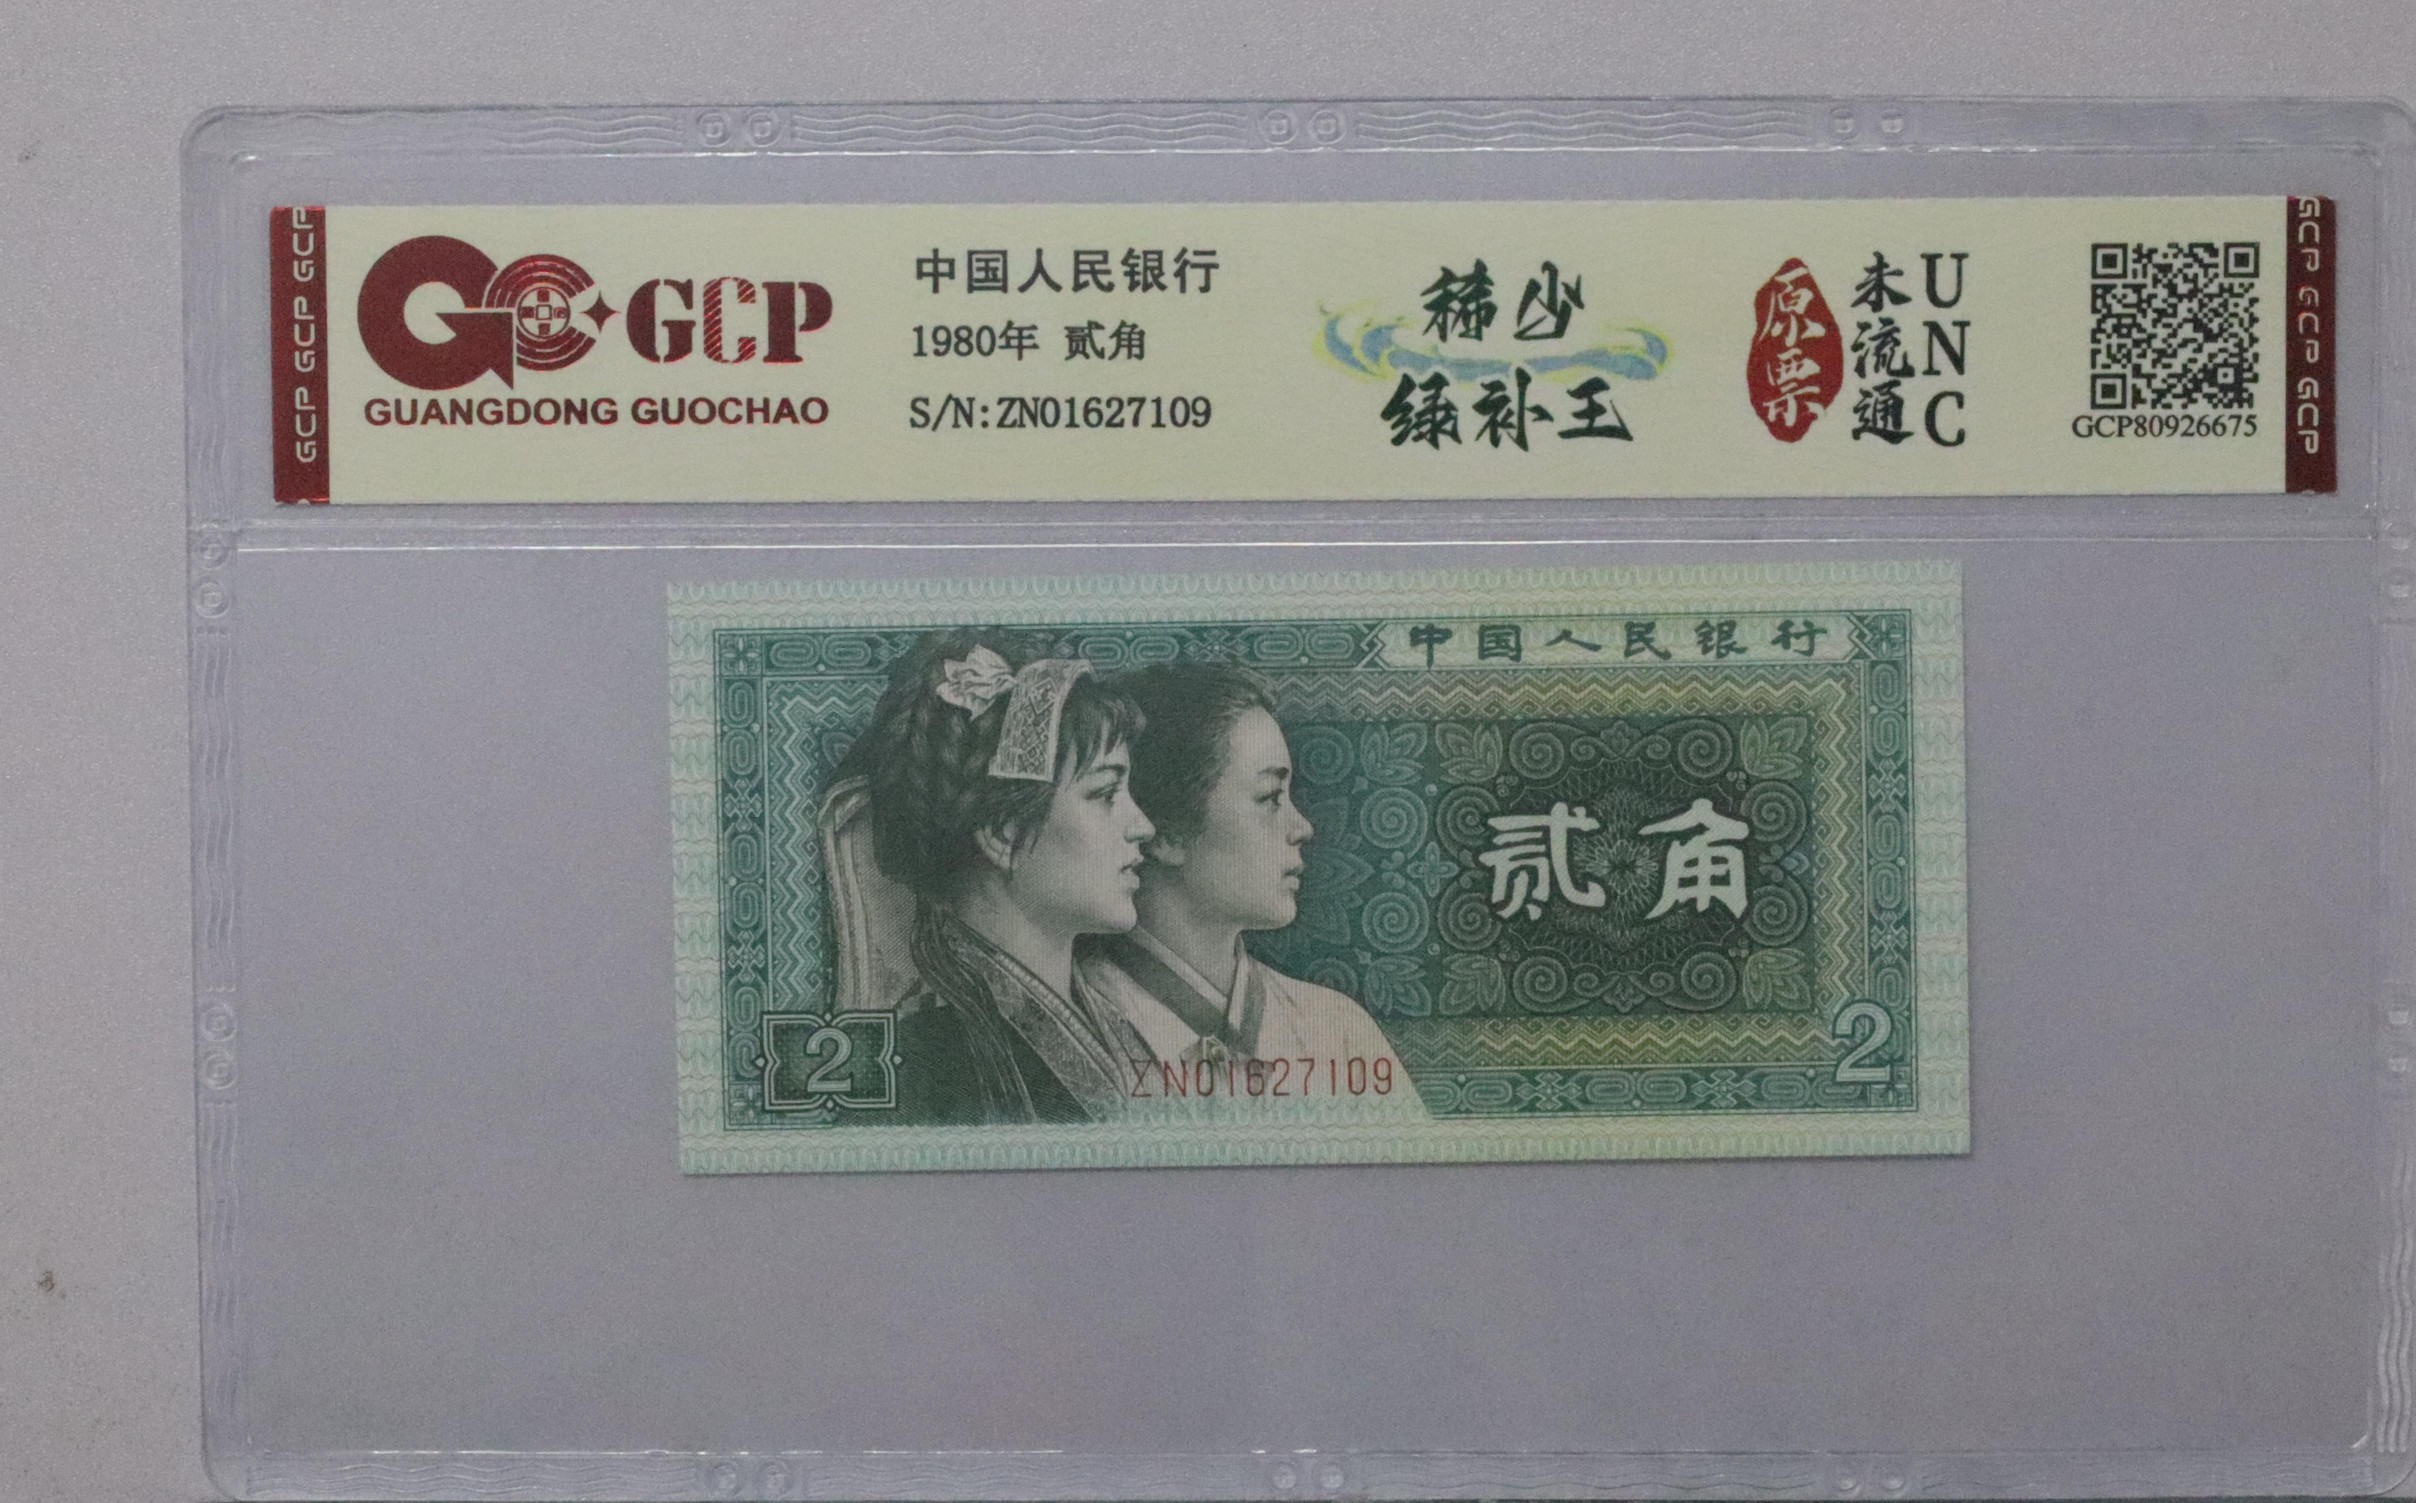 GCP GCP GCP
GCP
GUANGDONG GUOCHAO
中国人民银行
1980年 贰角
S/N:ZN01627109
稀少
绿补王
原票
未流通
UNC
GCP80926675
GCP GCP GCP
中国人民银行
贰角
2
2
ZN01627109